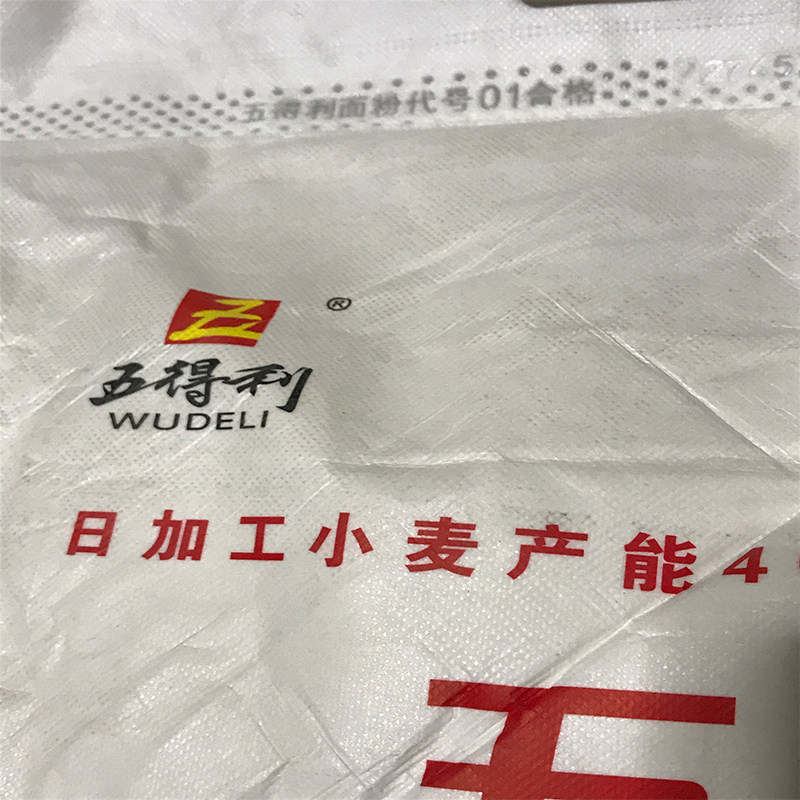 五得利面粉代号01合格
®
五得利
WUDELI
日加工小麦产能4
五